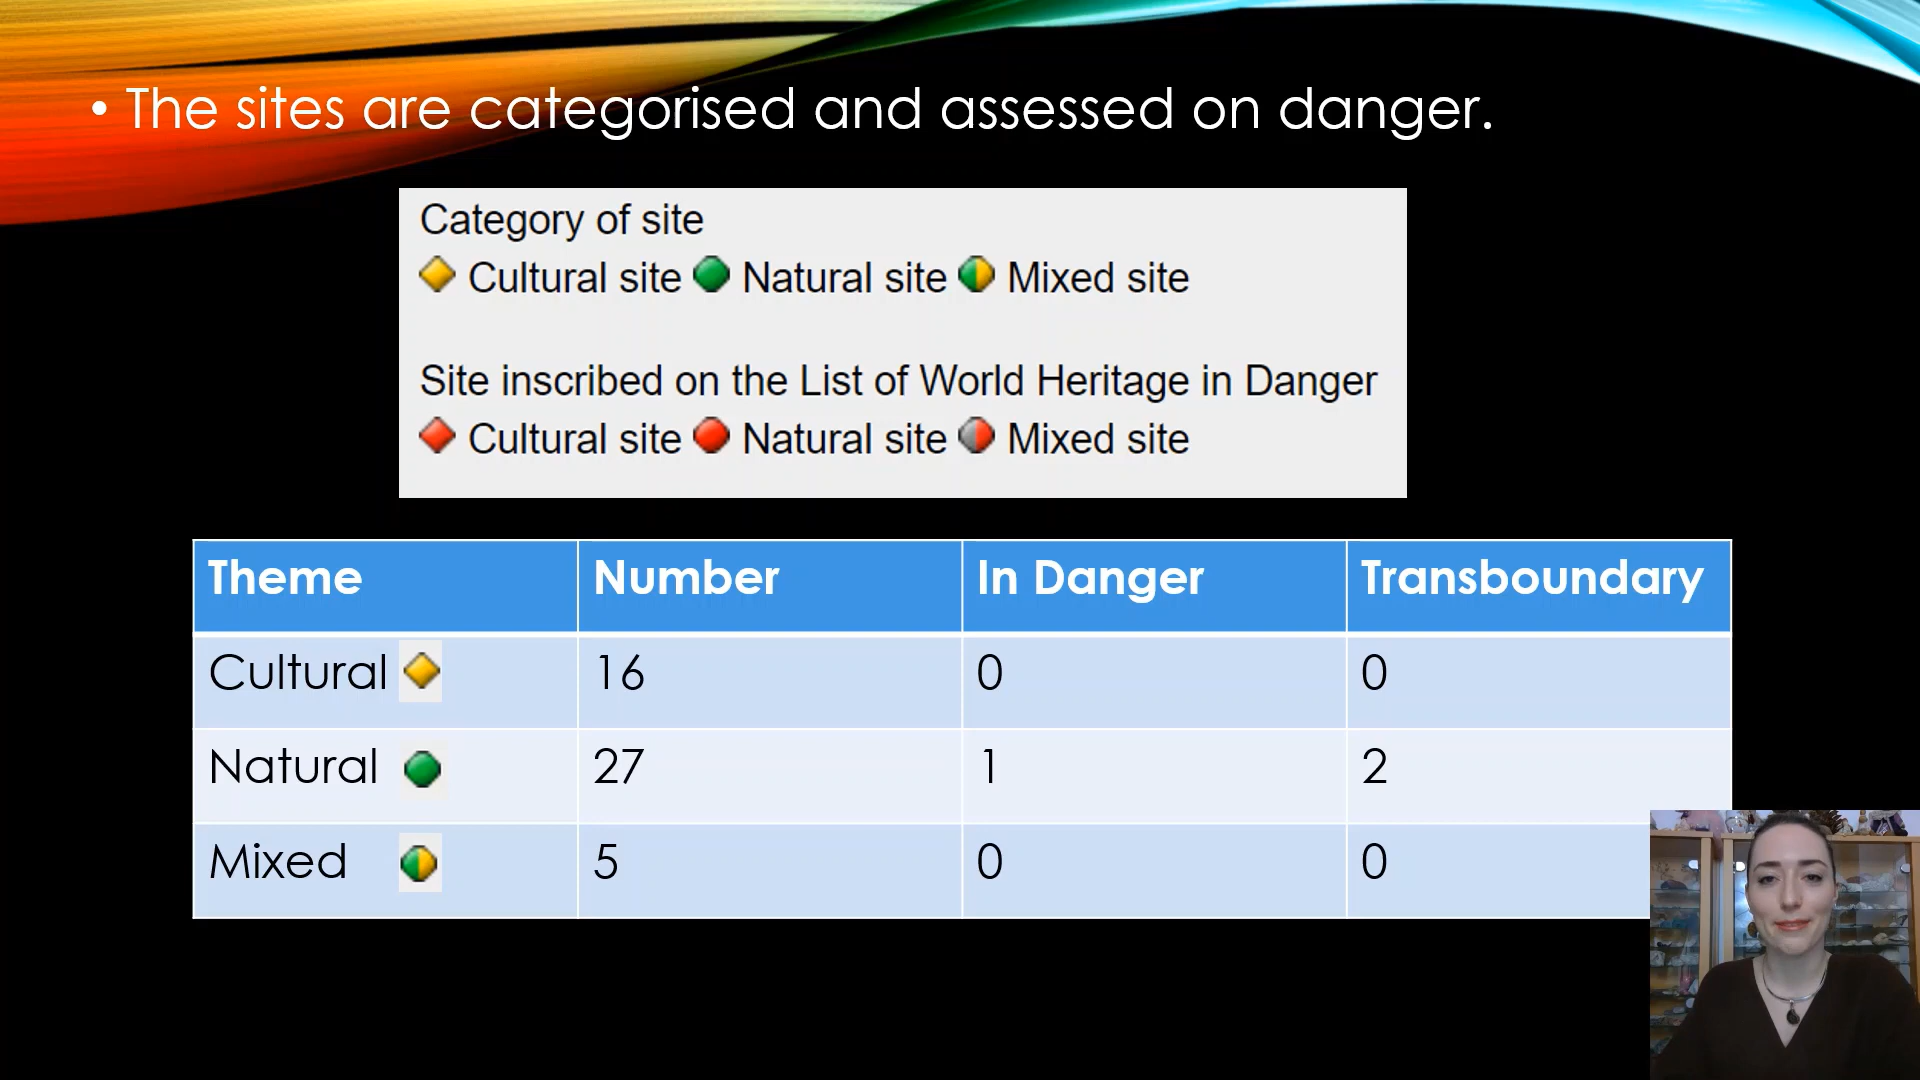 • The sites are categorised and assessed on danger.
Category of site
Cultural site Natural site Mixed site
Site inscribed on the List of World Heritage in Danger
Cultural site Natural site Mixed site
Theme Number In Danger Transboundary
Cultural 16 0 0
Natural 27 1 2
Mixed 5 0 0